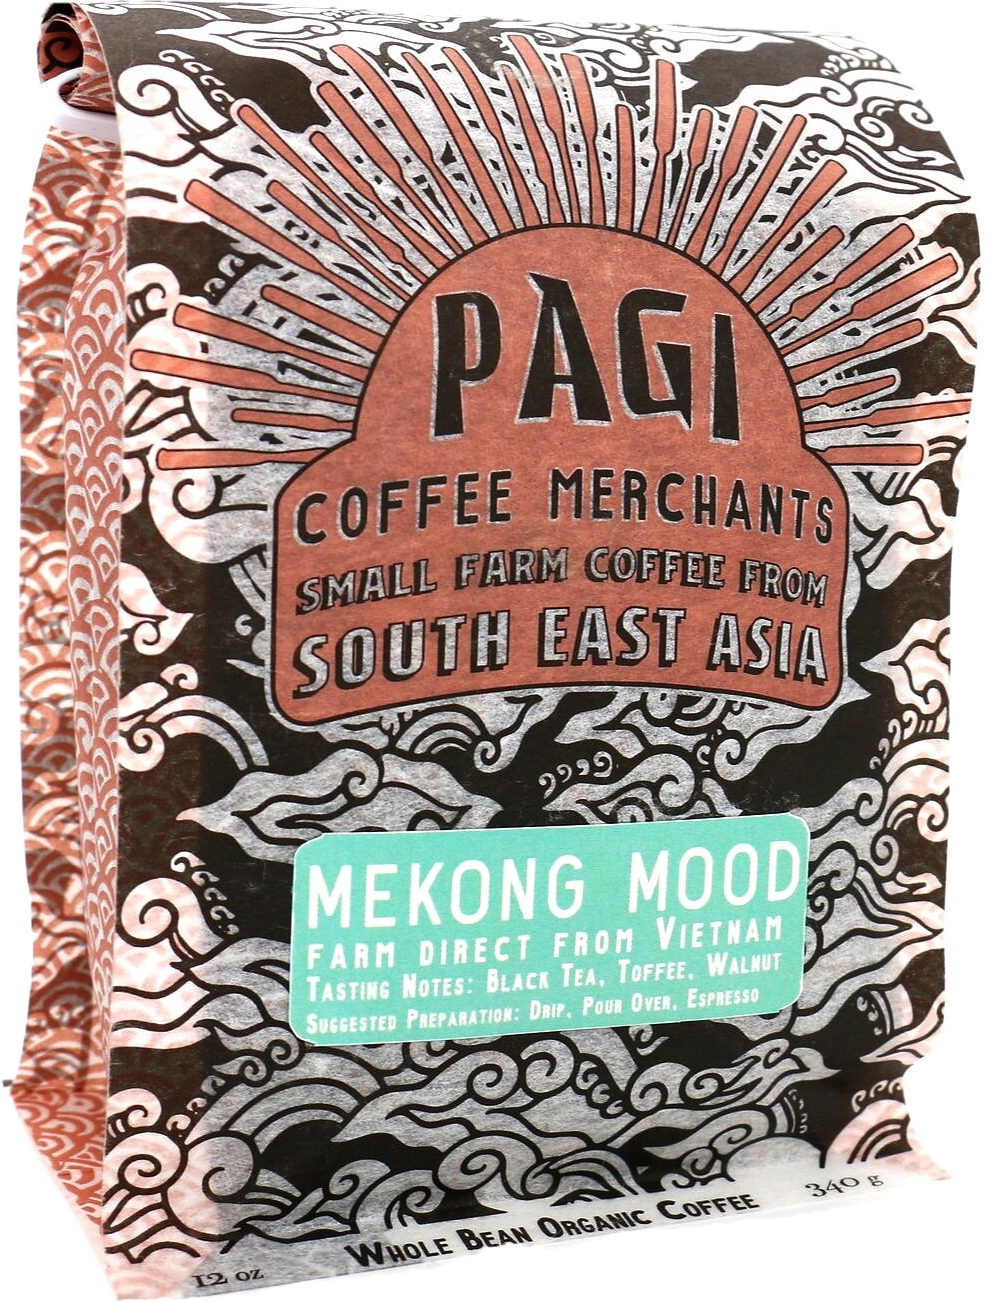 PAGI
COFFEE MERCHANTS
SMALL FARM COFFEE FROM
SOUTH EAST ASIA
MEKONG MOOD
FARM DIRECT FROM VIETNAM
TASTING NOTES: BLACK TEA, TOFFEE, WALNUT
SUGGESTED PREPARATION: DRIP, POUR OVER, ESPRESSO
12 oz
WHOLE BEAN ORGANIC COFFEE
340 g